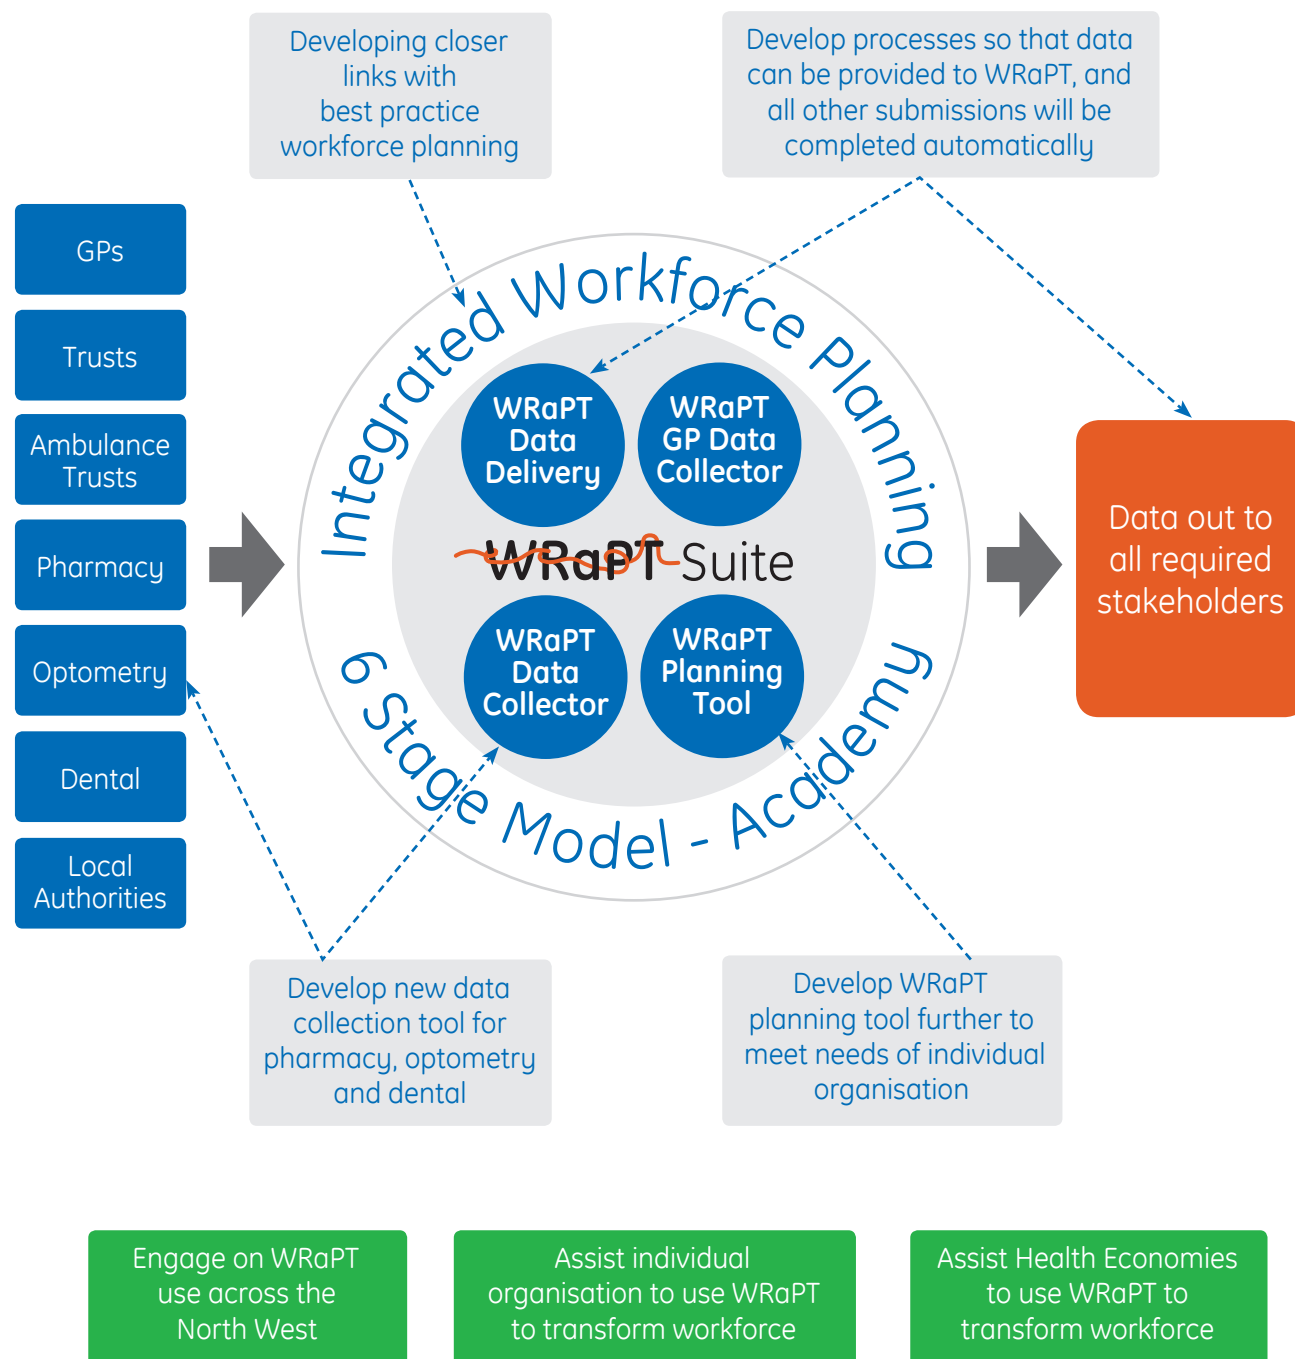 Developing closer
links with
best practice
workforce planning
Develop processes so that data
can be provided to WRaPT, and
all other submissions will be
completed automatically
GPs
Trusts
Ambulance
Trusts
Pharmacy
Optometry
Dental
Local
Authorities
Integrated Workforce Planning
WRaPT
Data
Delivery
WRaPT
GP Data
Collector
WRaPT Suite
WRaPT
Data
Collector
WRaPT
Planning
Tool
6 Stage Model - Academy
Data out to
all required
stakeholders
Develop new data
collection tool for
pharmacy, optometry
and dental
Develop WRaPT
planning tool further to
meet needs of individual
organisation
Engage on WRaPT
use across the
North West
Assist individual
organisation to use WRaPT
to transform workforce
Assist Health Economies
to use WRaPT to
transform workforce